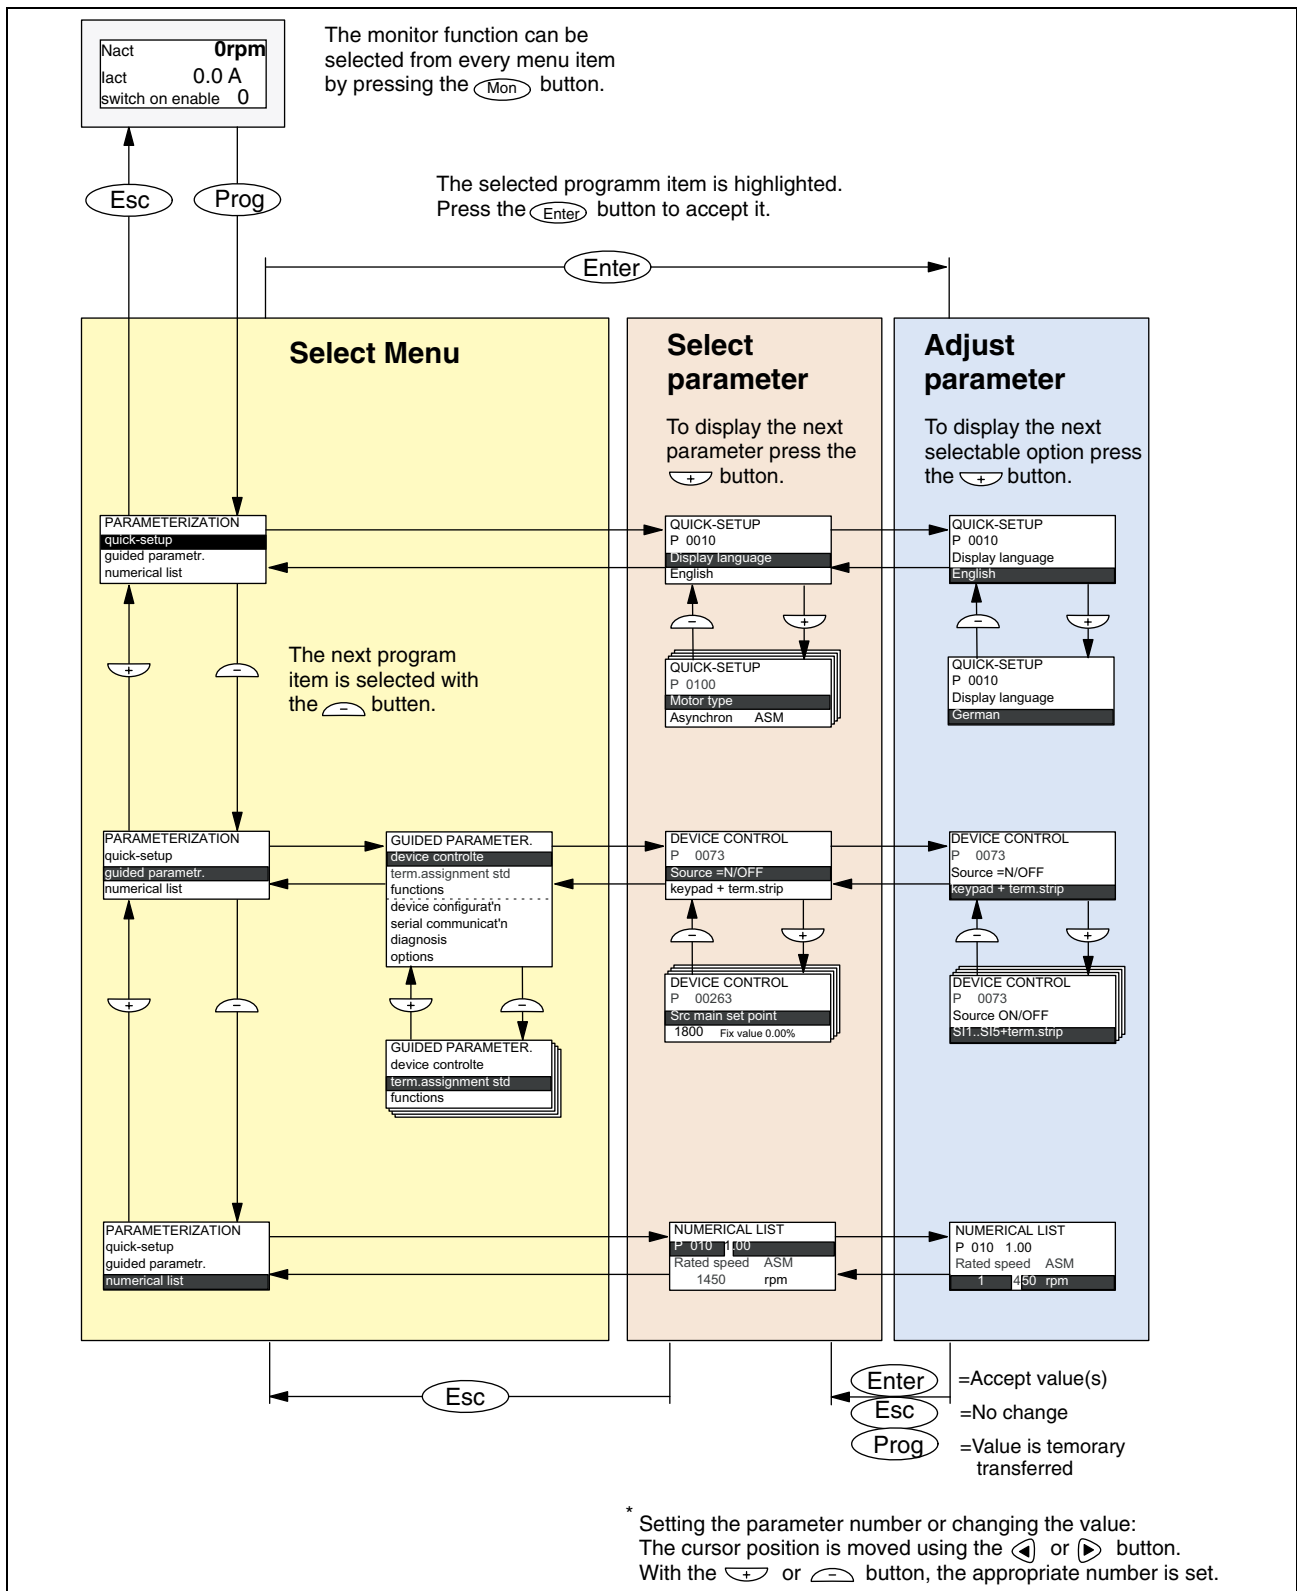 Nact 0rpm
Iact 0.0 A
switch on enable 0
The monitor function can be
selected from every menu item
by pressing the Mon button.
Esc
Prog
The selected programm item is highlighted.
Press the Enter button to accept it.
Enter
Select Menu
Select
parameter
To display the next
parameter press the
+ button.
Adjust
parameter
To display the next
selectable option press
the + button.
PARAMETERIZATION
quick-setup
guided parametr.
numerical list
QUICK-SETUP
P 0010
Display language
English
QUICK-SETUP
P 0010
Display language
English
+
−
The next program
item is selected with
the − butten.
−
+
−
+
QUICK-SETUP
P 0100
Motor type
Asynchron ASM
QUICK-SETUP
P 0010
Display language
German
PARAMETERIZATION
quick-setup
guided parametr.
numerical list
GUIDED PARAMETER.
device controlte
term.assignment std
functions
device configurat'n
serial communicat'n
diagnosis
options
DEVICE CONTROL
P 0073
Source =N/OFF
keypad + term.strip
DEVICE CONTROL
P 0073
Source =N/OFF
keypad + term.strip
+
−
+
−
−
+
−
+
GUIDED PARAMETER.
device controlte
term.assignment std
functions
DEVICE CONTROL
P 00263
Src main set point
1800 Fix value 0.00%
DEVICE CONTROL
P 0073
Source ON/OFF
SI1..SI5+term.strip
PARAMETERIZATION
quick-setup
guided parametr.
numerical list
NUMERICAL LIST
P 010 1.00
Rated speed ASM
1450 rpm
NUMERICAL LIST
P 010 1.00
Rated speed ASM
1 450 rpm
Esc
Enter =Accept value(s)
Esc =No change
Prog =Value is temorary
transferred
* Setting the parameter number or changing the value:
The cursor position is moved using the ◀ or ▶ button.
With the + or − button, the appropriate number is set.